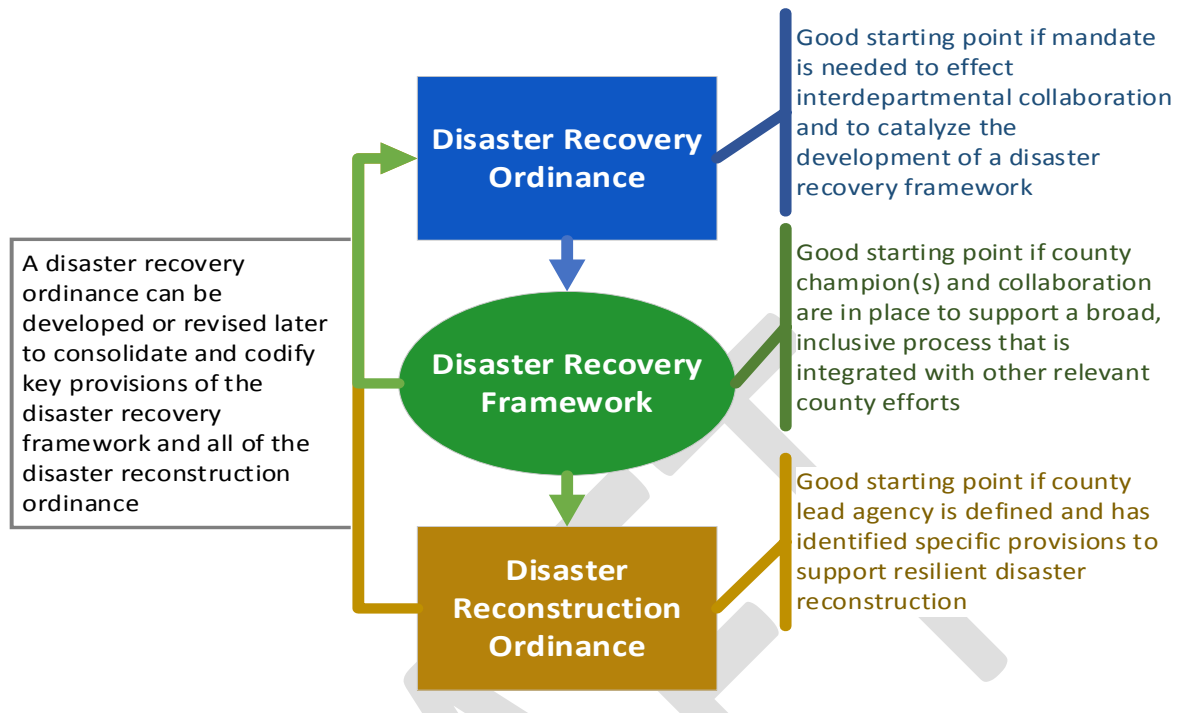 Disaster Recovery
Ordinance
Good starting point if mandate
is needed to effect
interdepartmental collaboration
and to catalyze the
development of a disaster
recovery framework
A disaster recovery
ordinance can be
developed or revised later
to consolidate and codify
key provisions of the
disaster recovery
framework and all of the
disaster reconstruction
ordinance
Disaster Recovery
Framework
Good starting point if county
champion(s) and collaboration
are in place to support a broad,
inclusive process that is
integrated with other relevant
county efforts
Disaster
Reconstruction
Ordinance
Good starting point if county
lead agency is defined and has
identified specific provisions to
support resilient disaster
reconstruction